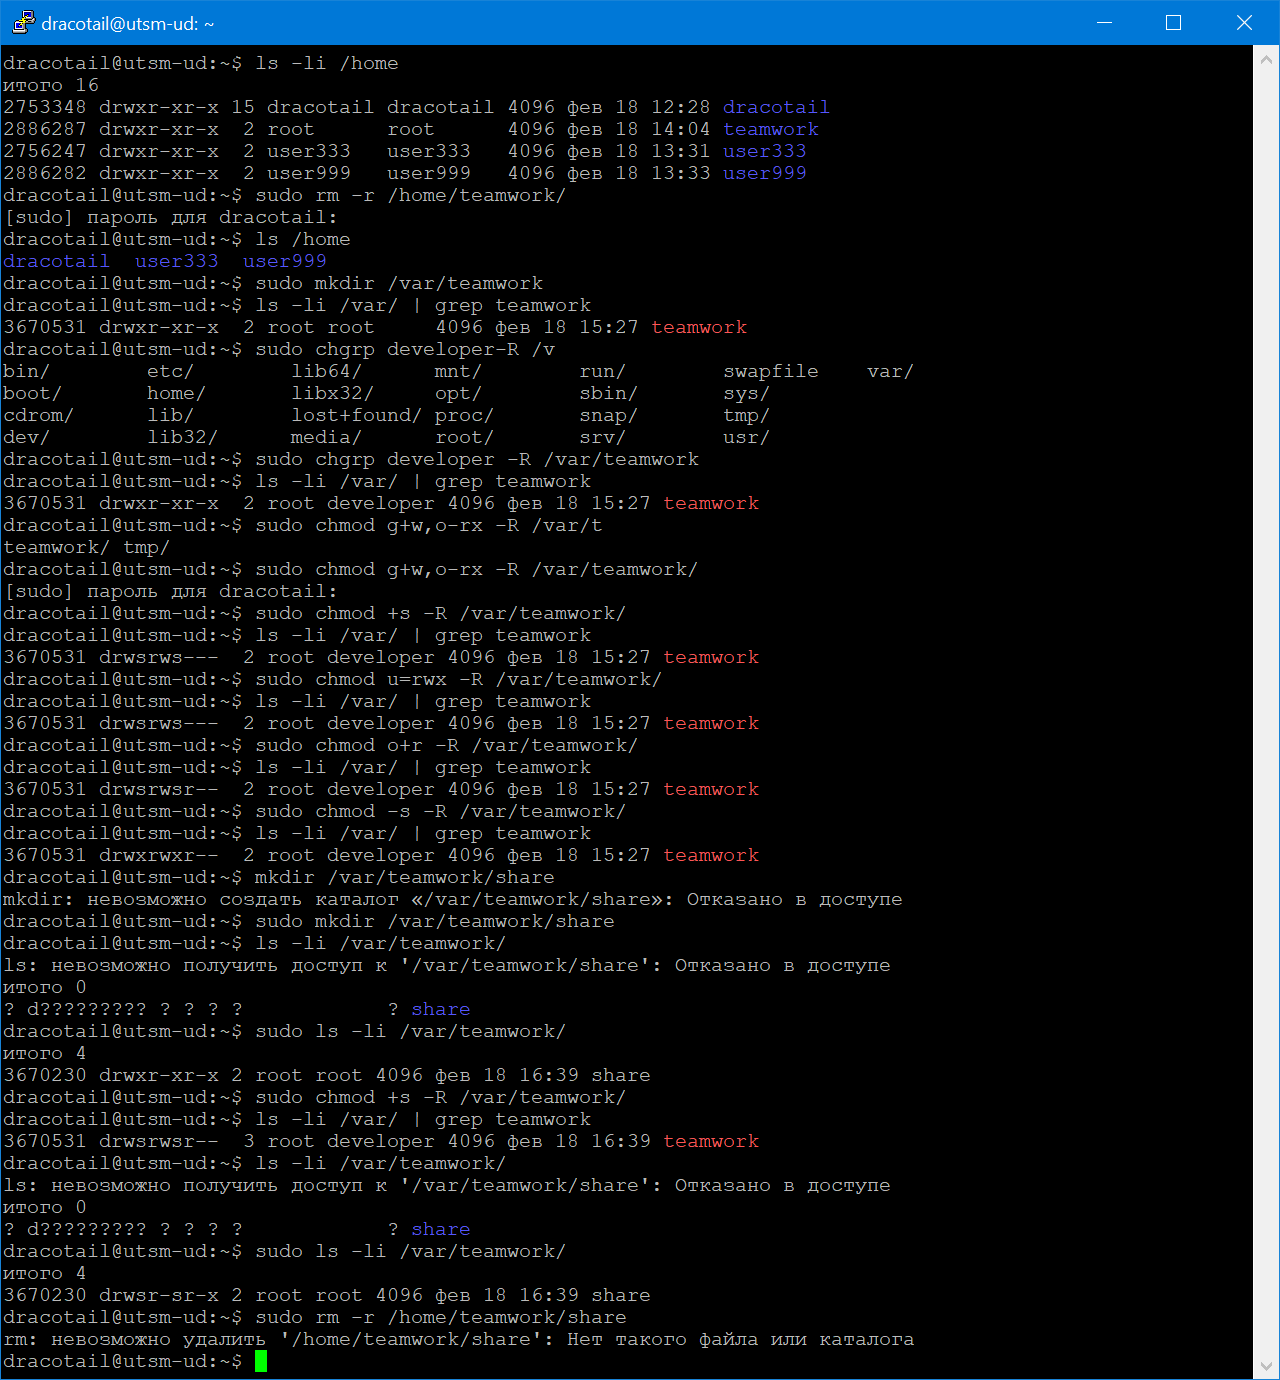 dracotail@utsm-ud: ~
dracotail@utsm-ud:~$ ls -li /home
итого 16
2753348 drwxr-xr-x 15 dracotail dracotail 4096 фев 18 12:28 dracotail
2886287 drwxr-xr-x  2 root      root      4096 фев 18 14:04 teamwork
2756247 drwxr-xr-x  2 user333   user333   4096 фев 18 13:31 user333
2886282 drwxr-xr-x  2 user999   user999   4096 фев 18 13:33 user999
dracotail@utsm-ud:~$ sudo rm -r /home/teamwork/
[sudo] пароль для dracotail:
dracotail@utsm-ud:~$ ls /home
dracotail  user333  user999
dracotail@utsm-ud:~$ sudo mkdir /var/teamwork
dracotail@utsm-ud:~$ ls -li /var/ | grep teamwork
3670531 drwxr-xr-x  2 root root     4096 фев 18 15:27 teamwork
dracotail@utsm-ud:~$ sudo chgrp developer-R /v
bin/        etc/        lib64/      mnt/        run/        swapfile    var/
boot/       home/       libx32/     opt/        sbin/       sys/
cdrom/      lib/        lost+found/ proc/       snap/       tmp/
dev/        lib32/      media/      root/       srv/        usr/
dracotail@utsm-ud:~$ sudo chgrp developer -R /var/teamwork
dracotail@utsm-ud:~$ ls -li /var/ | grep teamwork
3670531 drwxr-xr-x  2 root developer 4096 фев 18 15:27 teamwork
dracotail@utsm-ud:~$ sudo chmod g+w,o-rx -R /var/t
teamwork/ tmp/
dracotail@utsm-ud:~$ sudo chmod g+w,o-rx -R /var/teamwork/
[sudo] пароль для dracotail:
dracotail@utsm-ud:~$ sudo chmod +s -R /var/teamwork/
dracotail@utsm-ud:~$ ls -li /var/ | grep teamwork
3670531 drwsrws---  2 root developer 4096 фев 18 15:27 teamwork
dracotail@utsm-ud:~$ sudo chmod u=rwx -R /var/teamwork/
dracotail@utsm-ud:~$ ls -li /var/ | grep teamwork
3670531 drwsrws---  2 root developer 4096 фев 18 15:27 teamwork
dracotail@utsm-ud:~$ sudo chmod o+r -R /var/teamwork/
dracotail@utsm-ud:~$ ls -li /var/ | grep teamwork
3670531 drwsrwsr--  2 root developer 4096 фев 18 15:27 teamwork
dracotail@utsm-ud:~$ sudo chmod -s -R /var/teamwork/
dracotail@utsm-ud:~$ ls -li /var/ | grep teamwork
3670531 drwxrwxr--  2 root developer 4096 фев 18 15:27 teamwork
dracotail@utsm-ud:~$ mkdir /var/teamwork/share
mkdir: невозможно создать каталог «/var/teamwork/share»: Отказано в доступе
dracotail@utsm-ud:~$ sudo mkdir /var/teamwork/share
dracotail@utsm-ud:~$ ls -li /var/teamwork/
ls: невозможно получить доступ к '/var/teamwork/share': Отказано в доступе
итого 0
? d????????? ? ? ? ?            ? share
dracotail@utsm-ud:~$ sudo ls -li /var/teamwork/
итого 4
3670230 drwxr-xr-x 2 root root 4096 фев 18 16:39 share
dracotail@utsm-ud:~$ sudo chmod +s -R /var/teamwork/
dracotail@utsm-ud:~$ ls -li /var/ | grep teamwork
3670531 drwsrwsr--  3 root developer 4096 фев 18 16:39 teamwork
dracotail@utsm-ud:~$ ls -li /var/teamwork/
ls: невозможно получить доступ к '/var/teamwork/share': Отказано в доступе
итого 0
? d????????? ? ? ? ?            ? share
dracotail@utsm-ud:~$ sudo ls -li /var/teamwork/
итого 4
3670230 drwsr-sr-x 2 root root 4096 фев 18 16:39 share
dracotail@utsm-ud:~$ sudo rm -r /home/teamwork/share
rm: невозможно удалить '/home/teamwork/share': Нет такого файла или каталога
dracotail@utsm-ud:~$